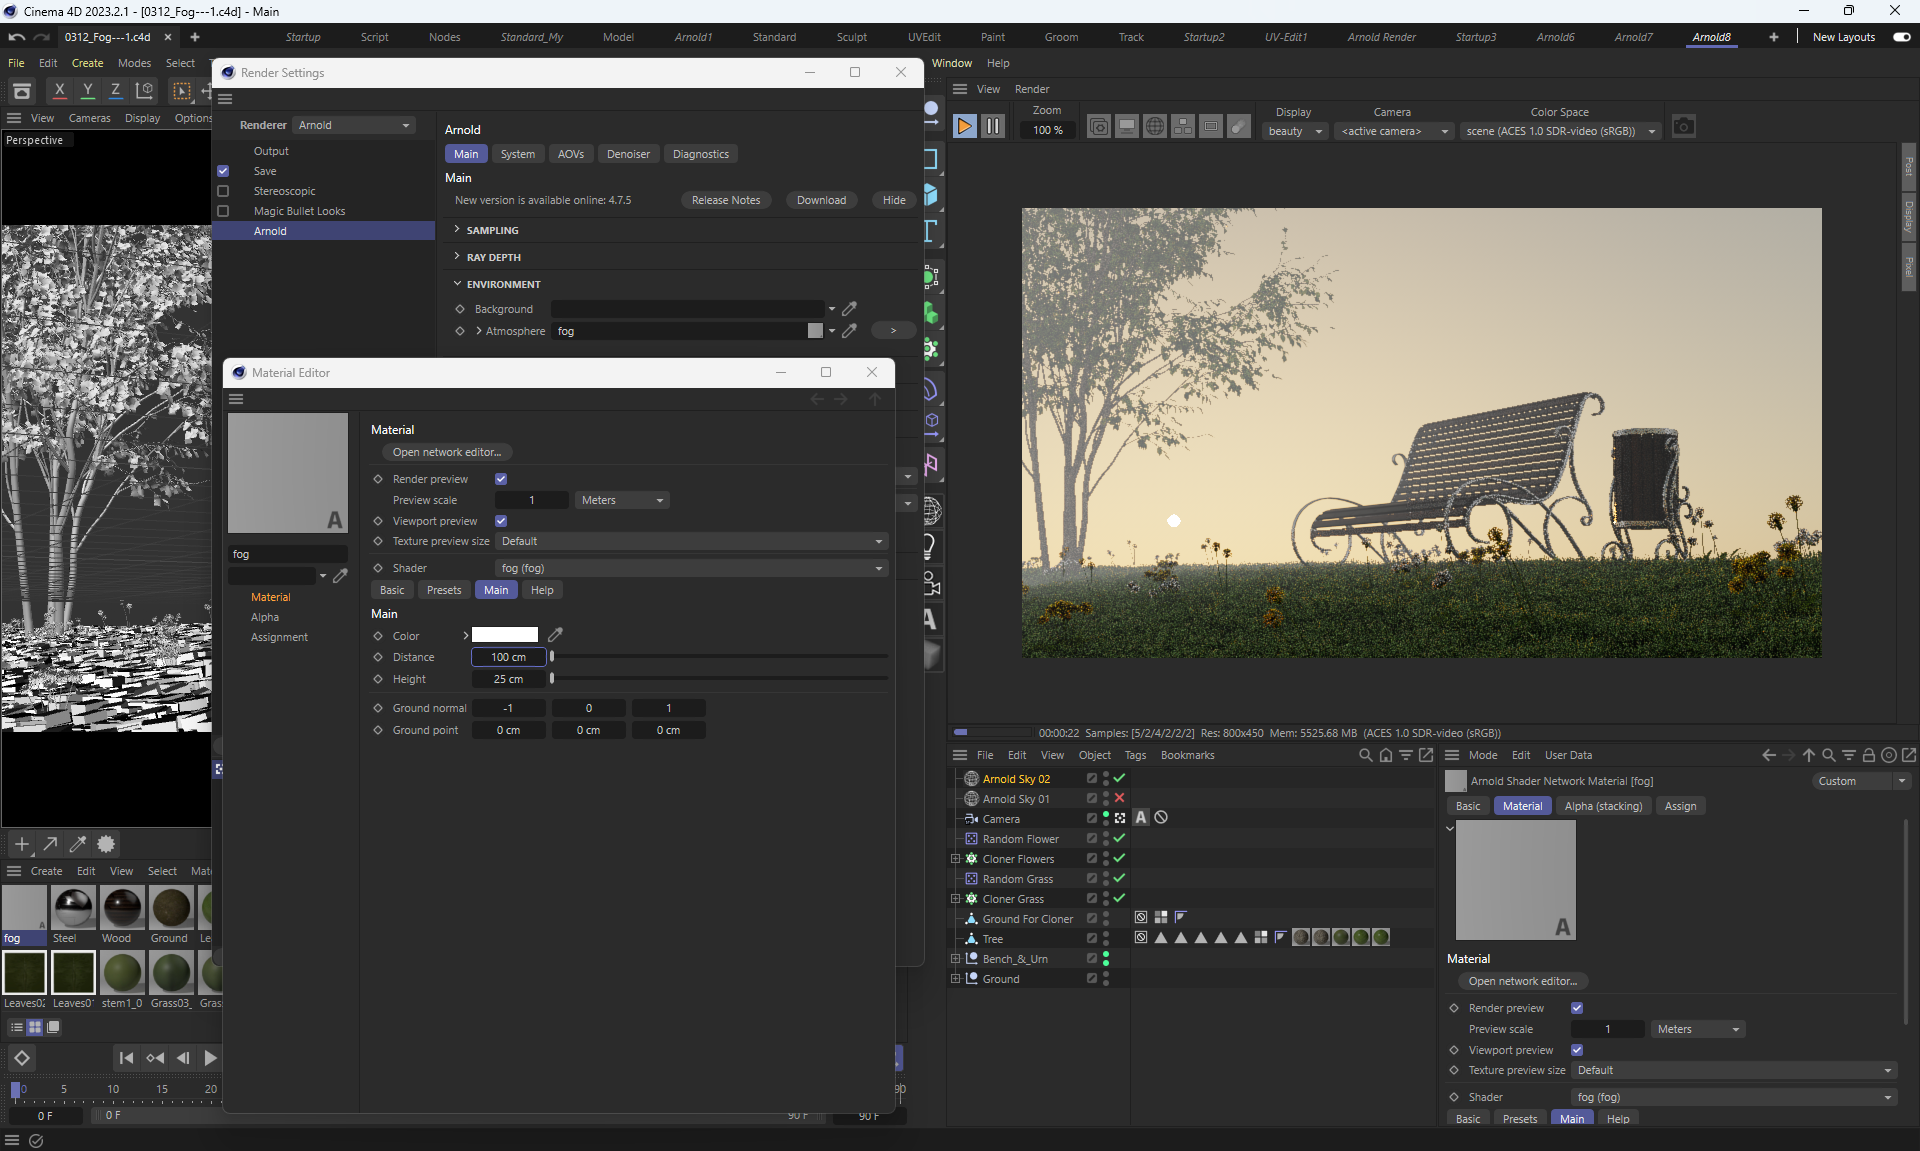 Cinema 4D 2023.2.1 - [0312_Fog---1.c4d] - Main
0312_Fog---1.c4d
Startup Script Nodes Standard_My Model Arnold1 Standard Sculpt UVEdit Paint Groom Track Startup2 UV-Edit1 Arnold Render Startup3 Arnold6 Arnold7 Arnold8 New Layouts
File Edit Create Modes Select
Window Help
X Y Z
View Cameras Display Options
Perspective
Render Settings
Renderer Arnold
Output
Save
Stereoscopic
Magic Bullet Looks
Arnold
Arnold
Main System AOVs Denoiser Diagnostics
Main
New version is available online: 4.7.5 Release Notes Download Hide
SAMPLING
RAY DEPTH
ENVIRONMENT
Background
Atmosphere fog >
Material Editor
A
fog
Material
Alpha
Assignment
Material
Open network editor...
Render preview
Preview scale 1 Meters
Viewport preview
Texture preview size Default
Shader fog (fog)
Basic Presets Main Help
Main
Color
Distance 100 cm
Height 25 cm
Ground normal -1 0 1
Ground point 0 cm 0 cm 0 cm
View Render
Zoom
100 %
Display
beauty
Camera
<active camera>
Color Space
scene (ACES 1.0 SDR-video (sRGB))
Post
Display
Pixel
00:00:22 Samples: [5/2/4/2/2/2] Res: 800x450 Mem: 5525.68 MB (ACES 1.0 SDR-video (sRGB))
File Edit View Object Tags Bookmarks
Arnold Sky 02
Arnold Sky 01
Camera A
Random Flower
Cloner Flowers
Random Grass
Cloner Grass
Ground For Cloner
Tree
Bench_&_Urn
Ground
Mode Edit User Data
Arnold Shader Network Material [fog] Custom
Basic Material Alpha (stacking) Assign
A
Material
Open network editor...
Render preview
Preview scale 1 Meters
Viewport preview
Texture preview size Default
Shader fog (fog)
Basic Presets Main Help
Create Edit View Select Mate
fog Steel Wood Ground Le
Leaves02 Leaves01 stem1_0 Grass03_ Gras
0 5 10 15 20
90
0 F 0 F 90 F 90 F